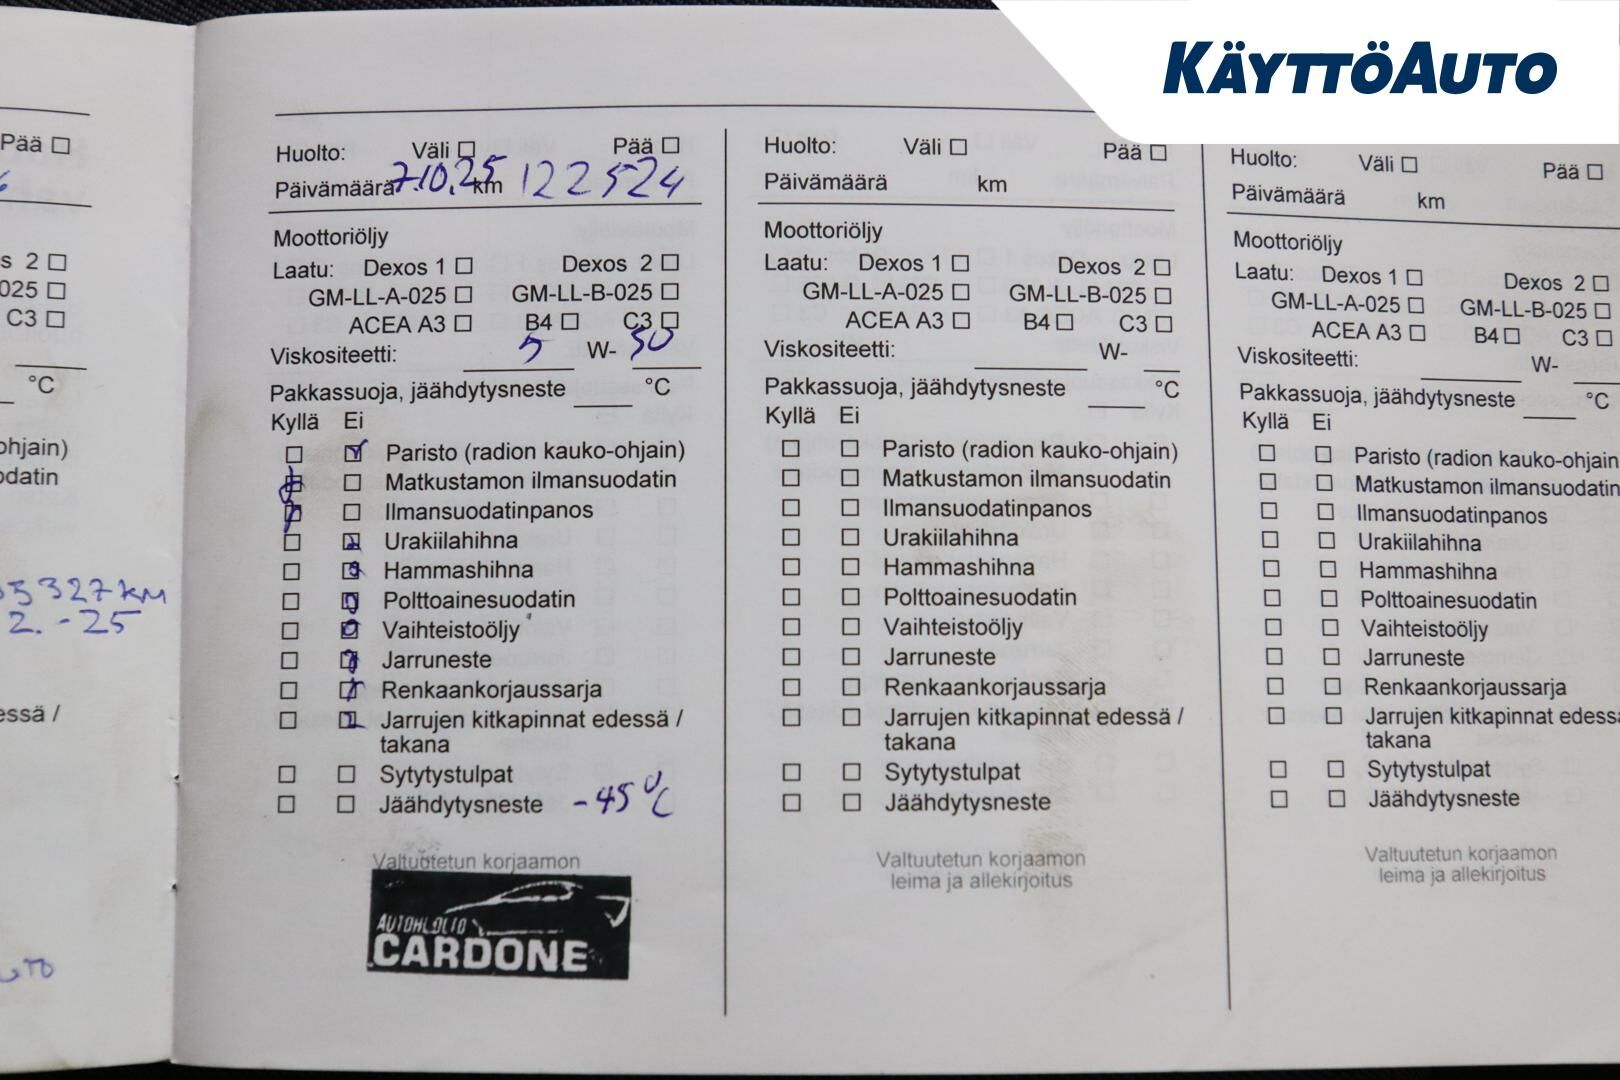 KÄYTTÖAUTO
Pää
s 2
025
C3
°C
ohjain)
odatin
5327 KM
2.-25
essä /
Huolto: Väli Pää
Päivämäärä 7.10.25 km 122524
Moottoriöljy
Laatu: Dexos 1 Dexos 2
GM-LL-A-025 GM-LL-B-025
ACEA A3 B4 C3
Viskositeetti: 5 W- 50
Pakkassuoja, jäähdytysneste °C
Kyllä Ei
Paristo (radion kauko-ohjain)
Matkustamon ilmansuodatin
Ilmansuodatinpanos
Urakiilahihna
Hammashihna
Polttoainesuodatin
Vaihteistoöljy
Jarruneste
Renkaankorjaussarja
Jarrujen kitkapinnat edessä /
takana
Sytytystulpat
Jäähdytysneste -45°C
Valtuutetun korjaamon
AUTOHUOLTO
CARDONE
Huolto: Väli Pää
Päivämäärä km
Moottoriöljy
Laatu: Dexos 1 Dexos 2
GM-LL-A-025 GM-LL-B-025
ACEA A3 B4 C3
Viskositeetti: W-
Pakkassuoja, jäähdytysneste °C
Kyllä Ei
Paristo (radion kauko-ohjain)
Matkustamon ilmansuodatin
Ilmansuodatinpanos
Urakiilahihna
Hammashihna
Polttoainesuodatin
Vaihteistoöljy
Jarruneste
Renkaankorjaussarja
Jarrujen kitkapinnat edessä /
takana
Sytytystulpat
Jäähdytysneste
Valtuutetun korjaamon
leima ja allekirjoitus
Huolto: Väli Pää
Päivämäärä km
Moottoriöljy
Laatu: Dexos 1 Dexos 2
GM-LL-A-025 GM-LL-B-025
ACEA A3 B4 C3
Viskositeetti: W-
Pakkassuoja, jäähdytysneste °C
Kyllä Ei
Paristo (radion kauko-ohjain
Matkustamon ilmansuodatin
Ilmansuodatinpanos
Urakiilahihna
Hammashihna
Polttoainesuodatin
Vaihteistoöljy
Jarruneste
Renkaankorjaussarja
Jarrujen kitkapinnat edessä
takana
Sytytystulpat
Jäähdytysneste
Valtuutetun korjaamon
leima ja allekirjoitus